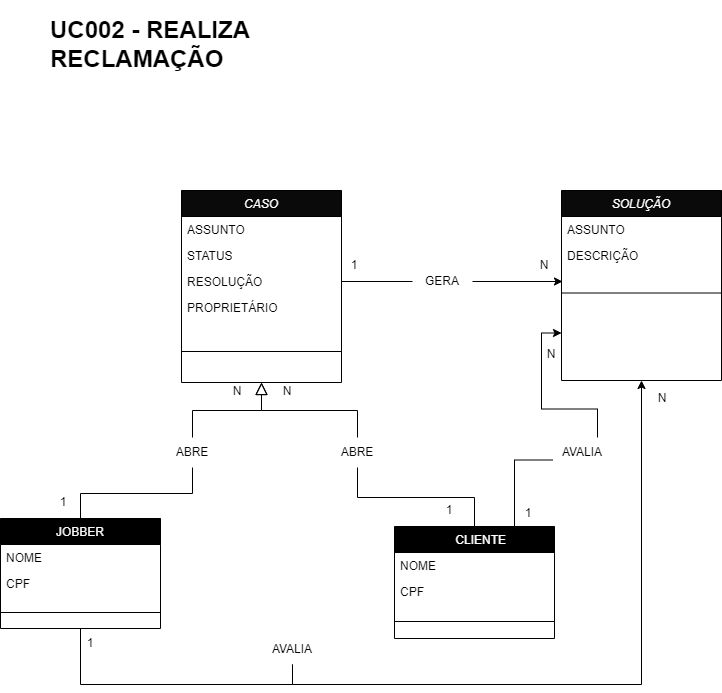 UC002 - REALIZA
RECLAMAÇÃO
CASO
ASSUNTO
STATUS
RESOLUÇÃO
PROPRIETÁRIO
1
GERA
N
SOLUÇÃO
ASSUNTO
DESCRIÇÃO
N
N
N
N
ABRE
ABRE
AVALIA
1
1
1
JOBBER
NOME
CPF
CLIENTE
NOME
CPF
1
AVALIA